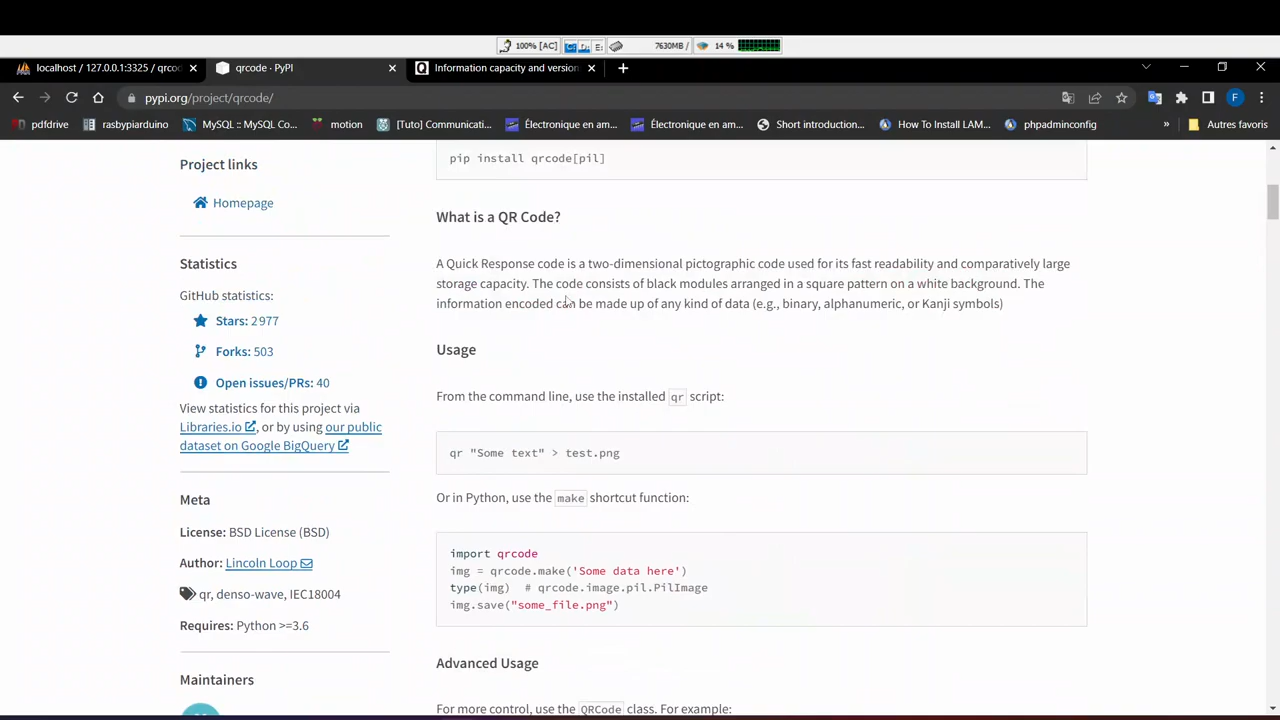 100% [AC] 7630MB / 14 %
localhost / 127.0.0.1:3325 / qrco
qrcode · PyPI
Information capacity and version
pypi.org/project/qrcode/
F
pdfdrive
rasbypiarduino
MySQL :: MySQL Co...
motion
[Tuto] Communicati...
Électronique en am...
Électronique en am...
Short introduction...
How To Install LAM...
phpadminconfig
»
Autres favoris
Project links
Homepage
Statistics
GitHub statistics:
Stars: 2 977
Forks: 503
Open issues/PRs: 40
View statistics for this project via
Libraries.io, or by using our public
dataset on Google BigQuery
Meta
License: BSD License (BSD)
Author: Lincoln Loop
qr, denso-wave, IEC18004
Requires: Python >=3.6
Maintainers
pip install qrcode[pil]
What is a QR Code?
A Quick Response code is a two-dimensional pictographic code used for its fast readability and comparatively large
storage capacity. The code consists of black modules arranged in a square pattern on a white background. The
information encoded can be made up of any kind of data (e.g., binary, alphanumeric, or Kanji symbols)
Usage
From the command line, use the installed qr script:
qr "Some text" > test.png
Or in Python, use the make shortcut function:
import qrcode
img = qrcode.make('Some data here')
type(img)  # qrcode.image.pil.PilImage
img.save("some_file.png")
Advanced Usage
For more control, use the QRCode class. For example: